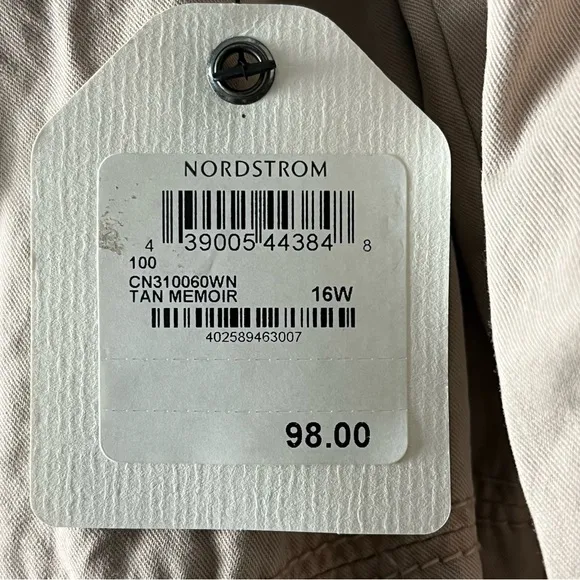 NORDSTROM
4 39005 44384 8
100
CN310060WN
TAN MEMOIR 16W
402589463007
98.00